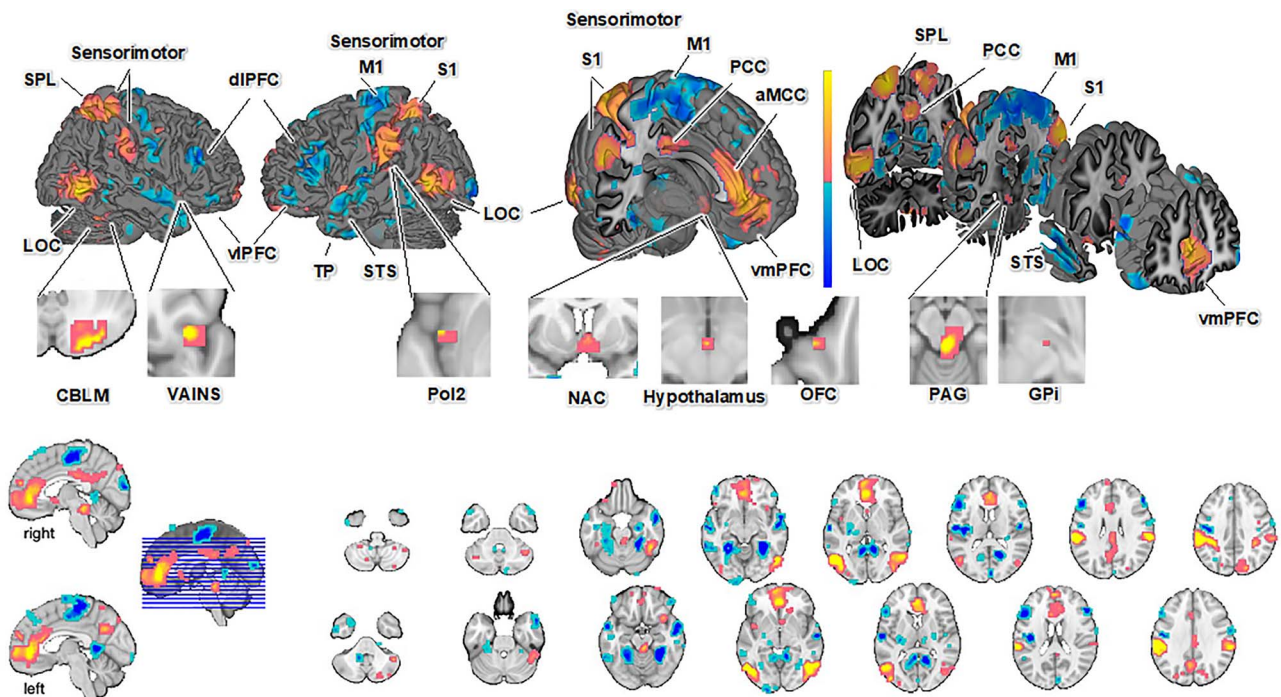 Sensorimotor
SPL
dlPFC
LOC
vlPFC
Sensorimotor
M1
S1
TP
STS
LOC
Sensorimotor
S1
M1
PCC
aMCC
vmPFC
SPL
PCC
M1
S1
LOC
STS
vmPFC
CBLM
VAINS
PoI2
NAC
Hypothalamus
OFC
PAG
GPi
right
left